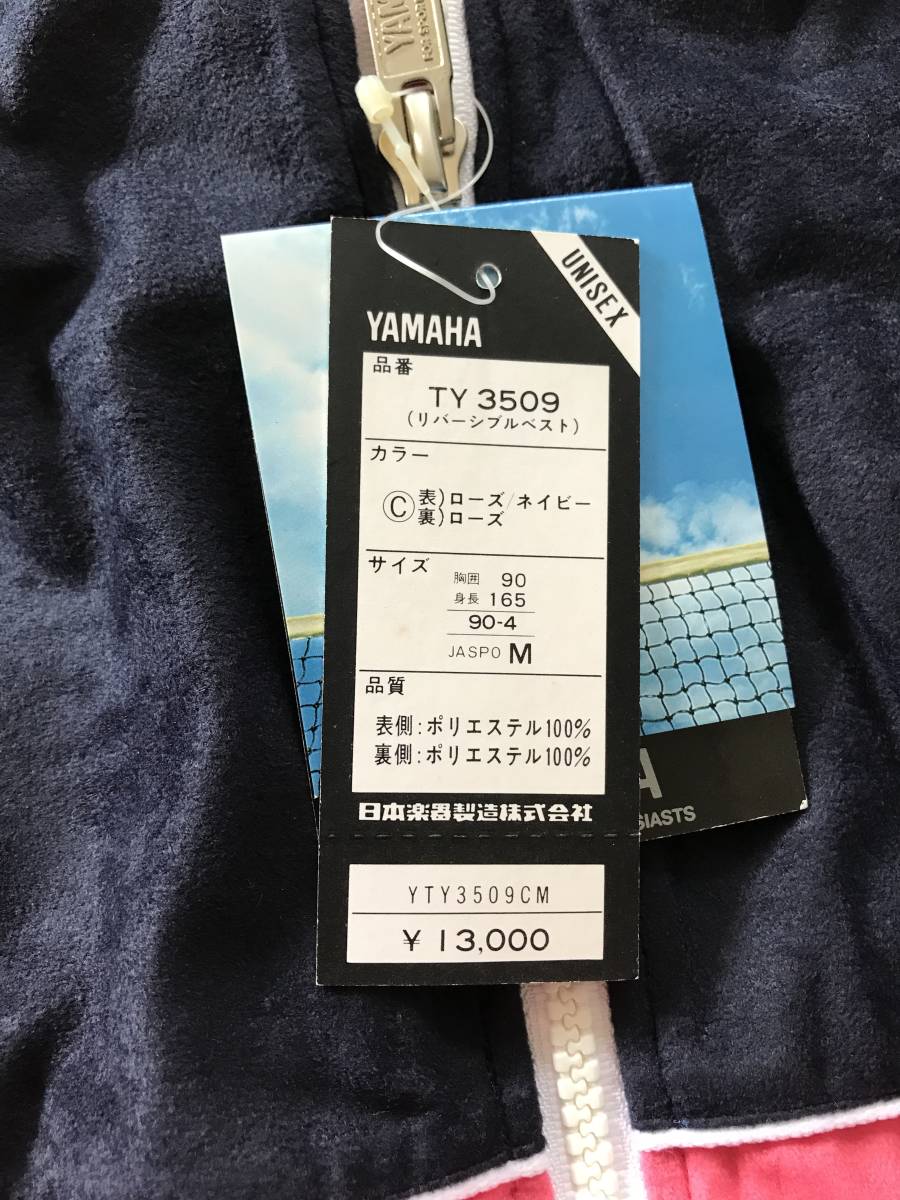 YAMAHA
UNISEX
品番
TY 3509
(リバーシブルベスト)
カラー
Ⓒ 表)ローズ/ネイビー
裏)ローズ
サイズ
胸囲 90
身長 165
90-4
JASPO M
品質
表側:ポリエステル100%
裏側:ポリエステル100%
日本楽器製造株式会社
YTY3509CM
¥ 13,000